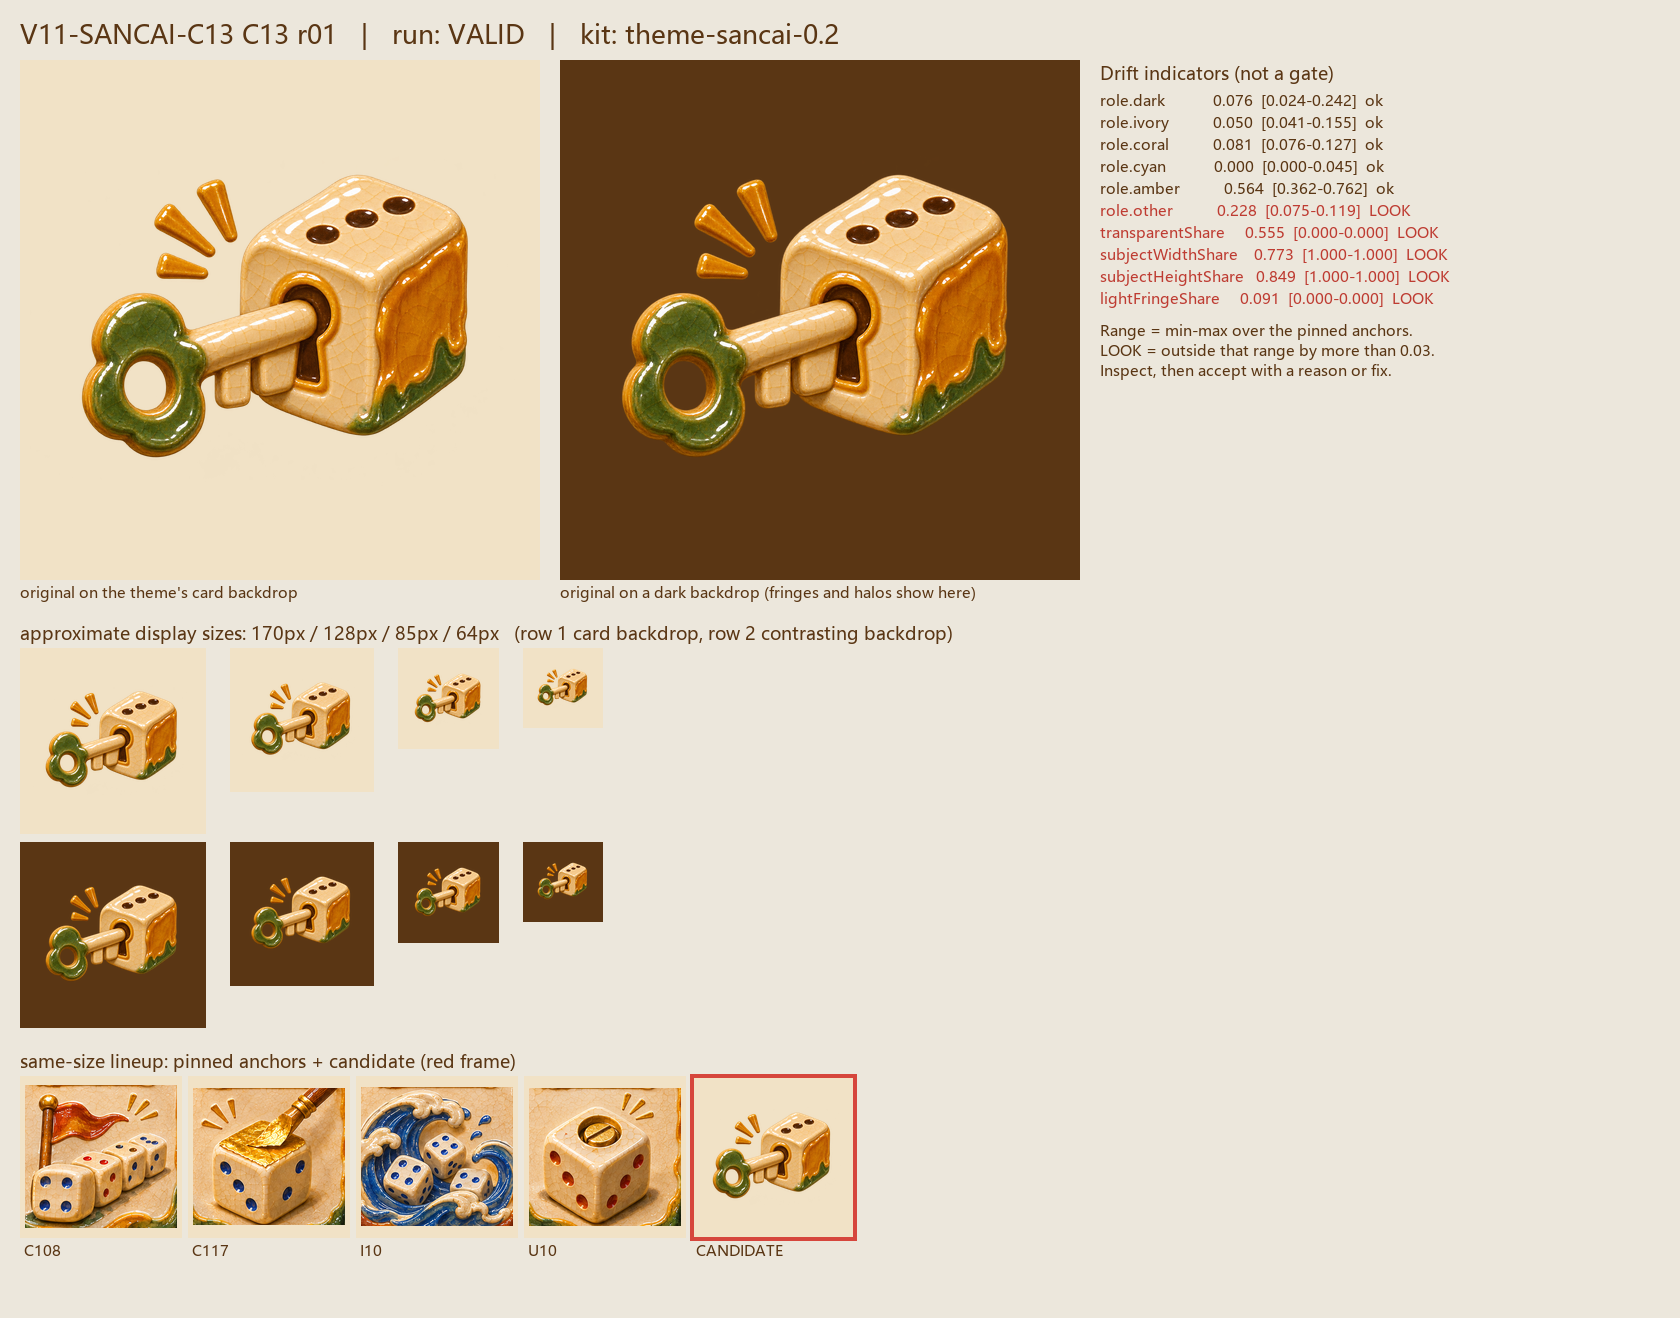 V11-SANCAI-C13 C13 r01 | run: VALID | kit: theme-sancai-0.2
Drift indicators (not a gate)
role.dark 0.076 [0.024-0.242] ok
role.ivory 0.050 [0.041-0.155] ok
role.coral 0.081 [0.076-0.127] ok
role.cyan 0.000 [0.000-0.045] ok
role.amber 0.564 [0.362-0.762] ok
role.other 0.228 [0.075-0.119] LOOK
transparentShare 0.555 [0.000-0.000] LOOK
subjectWidthShare 0.773 [1.000-1.000] LOOK
subjectHeightShare 0.849 [1.000-1.000] LOOK
lightFringeShare 0.091 [0.000-0.000] LOOK
Range = min-max over the pinned anchors.
LOOK = outside that range by more than 0.03.
Inspect, then accept with a reason or fix.
original on the theme's card backdrop
original on a dark backdrop (fringes and halos show here)
approximate display sizes: 170px / 128px / 85px / 64px (row 1 card backdrop, row 2 contrasting backdrop)
same-size lineup: pinned anchors + candidate (red frame)
C108
C117
I10
U10
CANDIDATE